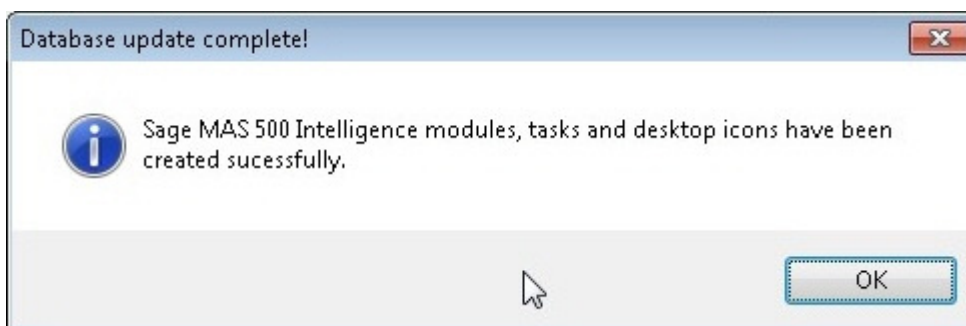 Database update complete!
Sage MAS 500 Intelligence modules, tasks and desktop icons have been
created sucessfully.
OK